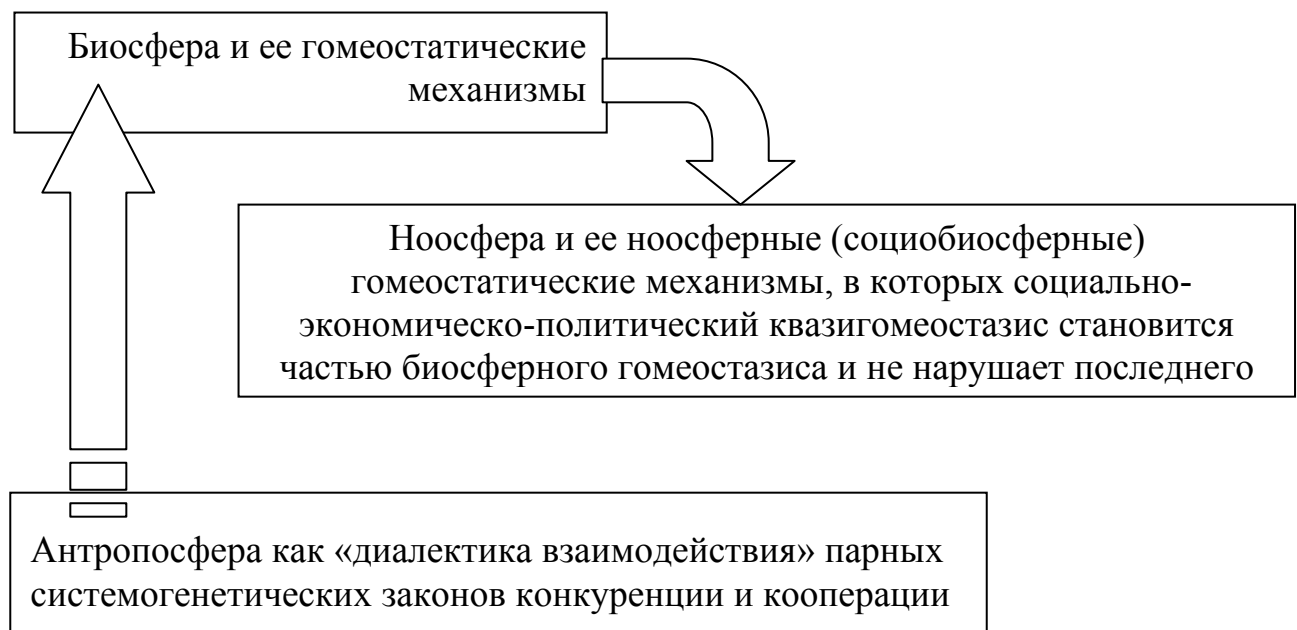 Биосфера и ее гомеостатические
механизмы
Ноосфера и ее ноосферные (социобиосферные)
гомеостатические механизмы, в которых социально-
экономическо-политический квазигомеостазис становится
частью биосферного гомеостазиса и не нарушает последнего
Антропосфера как «диалектика взаимодействия» парных
системогенетических законов конкуренции и кооперации